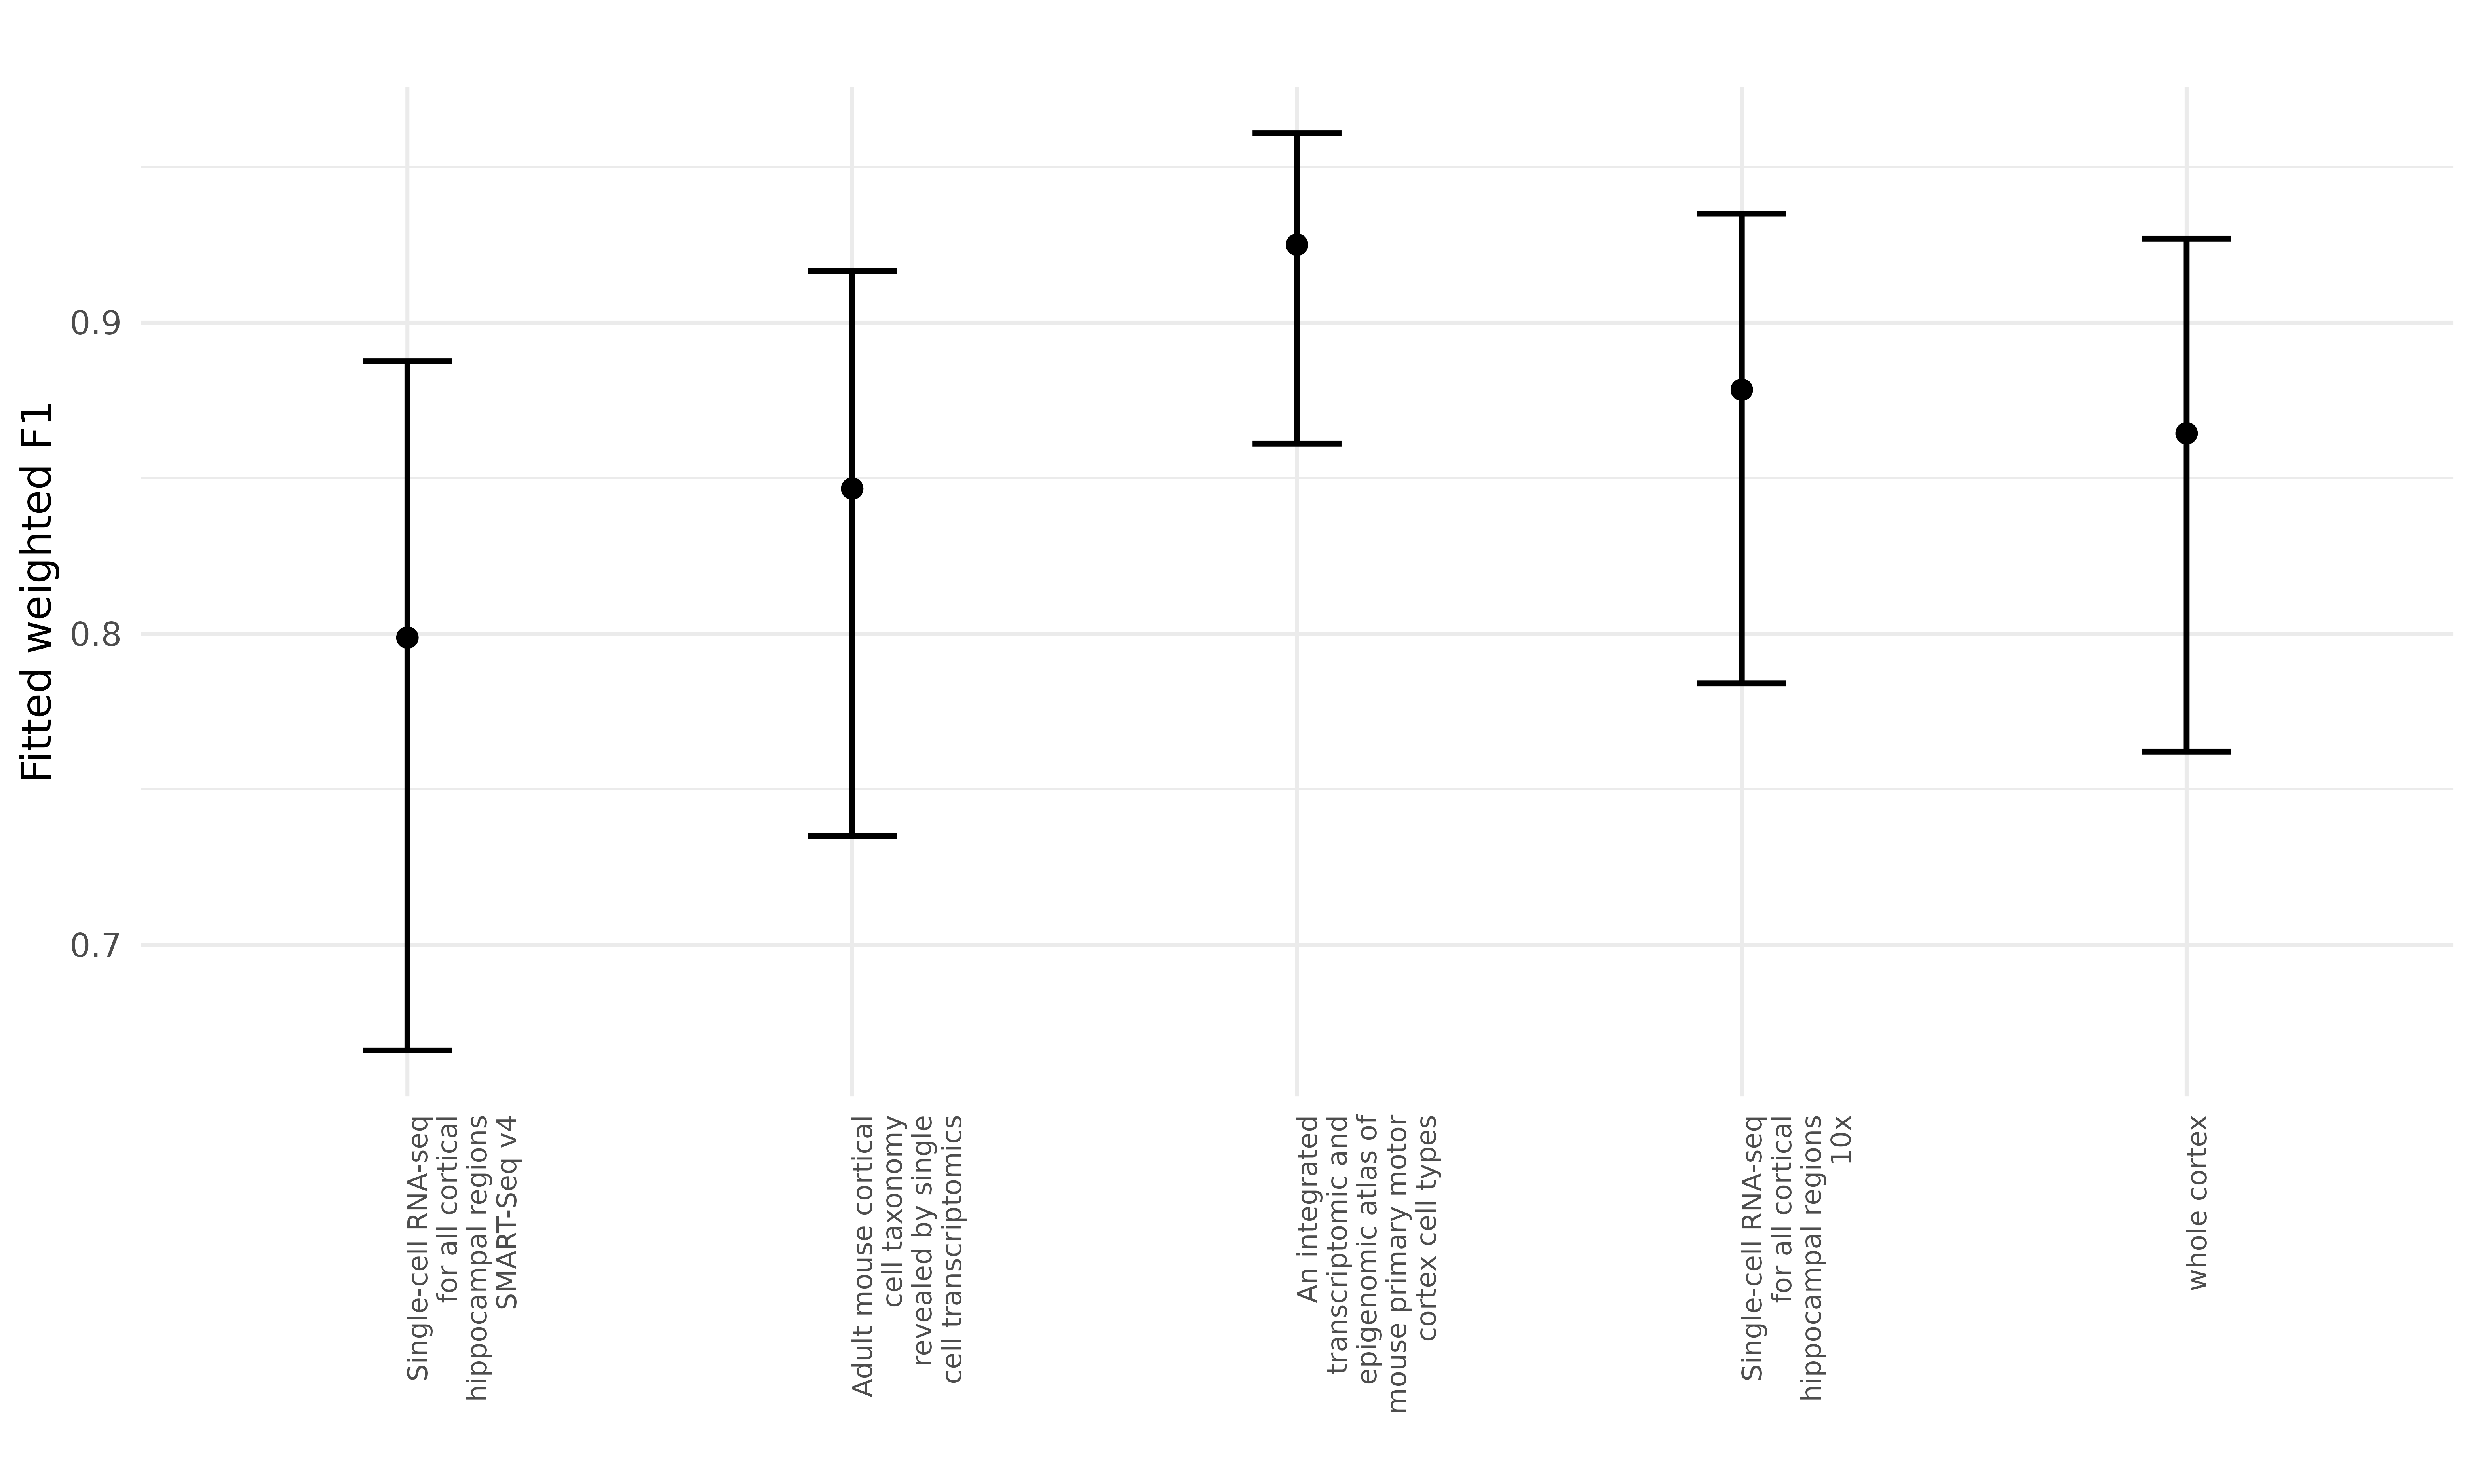 Fitted weighted F1
0.9
0.8
0.7
Single-cell RNA-seq
for all cortical
hippocampal regions
SMART-Seq v4
Adult mouse cortical
cell taxonomy
revealed by single
cell transcriptomics
An integrated
transcriptomic and
epigenomic atlas of
mouse primary motor
cortex cell types
Single-cell RNA-seq
for all cortical
hippocampal regions
10x
whole cortex